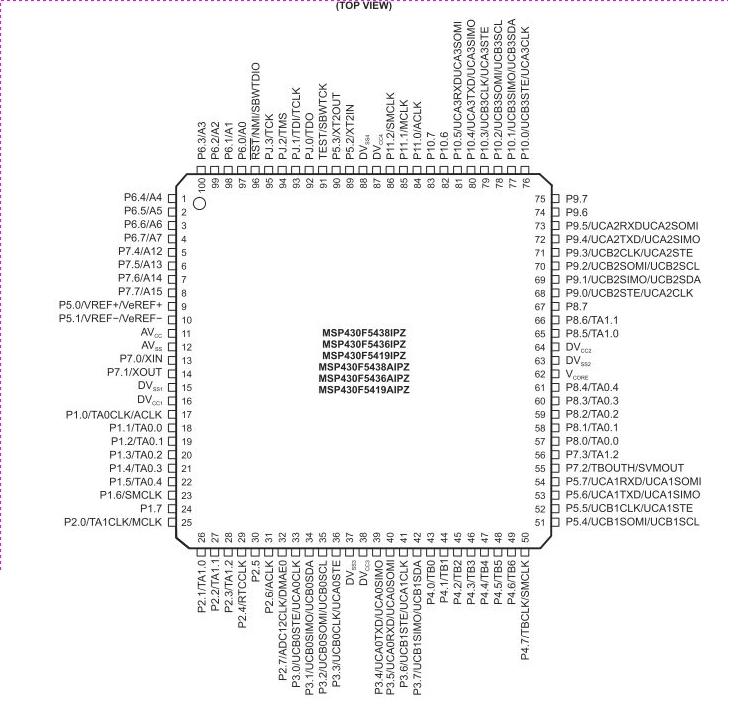 (TOP VIEW)
P6.3/A3
P6.2/A2
P6.1/A1
P6.0/A0
RST/NMI/SBWTDIO
PJ.3/TCK
PJ.2/TMS
PJ.1/TDI/TCLK
PJ.0/TDO
TEST/SBWTCK
P5.3/XT2OUT
P5.2/XT2IN
DVSS4
DVCC4
P11.2/SMCLK
P11.1/MCLK
P11.0/ACLK
P10.7
P10.6
P10.5/UCA3RXDUCA3SOMI
P10.4/UCA3TXD/UCA3SIMO
P10.3/UCB3CLK/UCA3STE
P10.2/UCB3SOMI/UCB3SCL
P10.1/UCB3SIMO/UCB3SDA
P10.0/UCB3STE/UCA3CLK
100 99 98 97 96 95 94 93 92 91 90 89 88 87 86 85 84 83 82 81 80 79 78 77 76
P6.4/A4 1
P6.5/A5 2
P6.6/A6 3
P6.7/A7 4
P7.4/A12 5
P7.5/A13 6
P7.6/A14 7
P7.7/A15 8
P5.0/VREF+/VeREF+ 9
P5.1/VREF−/VeREF− 10
AVCC 11
AVSS 12
P7.0/XIN 13
P7.1/XOUT 14
DVSS1 15
DVCC1 16
P1.0/TA0CLK/ACLK 17
P1.1/TA0.0 18
P1.2/TA0.1 19
P1.3/TA0.2 20
P1.4/TA0.3 21
P1.5/TA0.4 22
P1.6/SMCLK 23
P1.7 24
P2.0/TA1CLK/MCLK 25
MSP430F5438IPZ
MSP430F5436IPZ
MSP430F5419IPZ
MSP430F5438AIPZ
MSP430F5436AIPZ
MSP430F5419AIPZ
75 P9.7
74 P9.6
73 P9.5/UCA2RXDUCA2SOMI
72 P9.4/UCA2TXD/UCA2SIMO
71 P9.3/UCB2CLK/UCA2STE
70 P9.2/UCB2SOMI/UCB2SCL
69 P9.1/UCB2SIMO/UCB2SDA
68 P9.0/UCB2STE/UCA2CLK
67 P8.7
66 P8.6/TA1.1
65 P8.5/TA1.0
64 DVCC2
63 DVSS2
62 VCORE
61 P8.4/TA0.4
60 P8.3/TA0.3
59 P8.2/TA0.2
58 P8.1/TA0.1
57 P8.0/TA0.0
56 P7.3/TA1.2
55 P7.2/TBOUTH/SVMOUT
54 P5.7/UCA1RXD/UCA1SOMI
53 P5.6/UCA1TXD/UCA1SIMO
52 P5.5/UCB1CLK/UCA1STE
51 P5.4/UCB1SOMI/UCB1SCL
26 27 28 29 30 31 32 33 34 35 36 37 38 39 40 41 42 43 44 45 46 47 48 49 50
P2.1/TA1.0
P2.2/TA1.1
P2.3/TA1.2
P2.4/RTCCLK
P2.5
P2.6/ACLK
P2.7/ADC12CLK/DMAE0
P3.0/UCB0STE/UCA0CLK
P3.1/UCB0SIMO/UCB0SDA
P3.2/UCB0SOMI/UCB0SCL
P3.3/UCB0CLK/UCA0STE
DVSS3
DVCC3
P3.4/UCA0TXD/UCA0SIMO
P3.5/UCA0RXD/UCA0SOMI
P3.6/UCB1STE/UCA1CLK
P3.7/UCB1SIMO/UCB1SDA
P4.0/TB0
P4.1/TB1
P4.2/TB2
P4.3/TB3
P4.4/TB4
P4.5/TB5
P4.6/TB6
P4.7/TBCLK/SMCLK